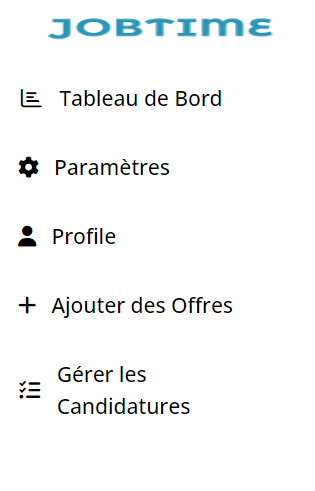 JOBTIME
Tableau de Bord
Paramètres
Profile
Ajouter des Offres
Gérer les
Candidatures